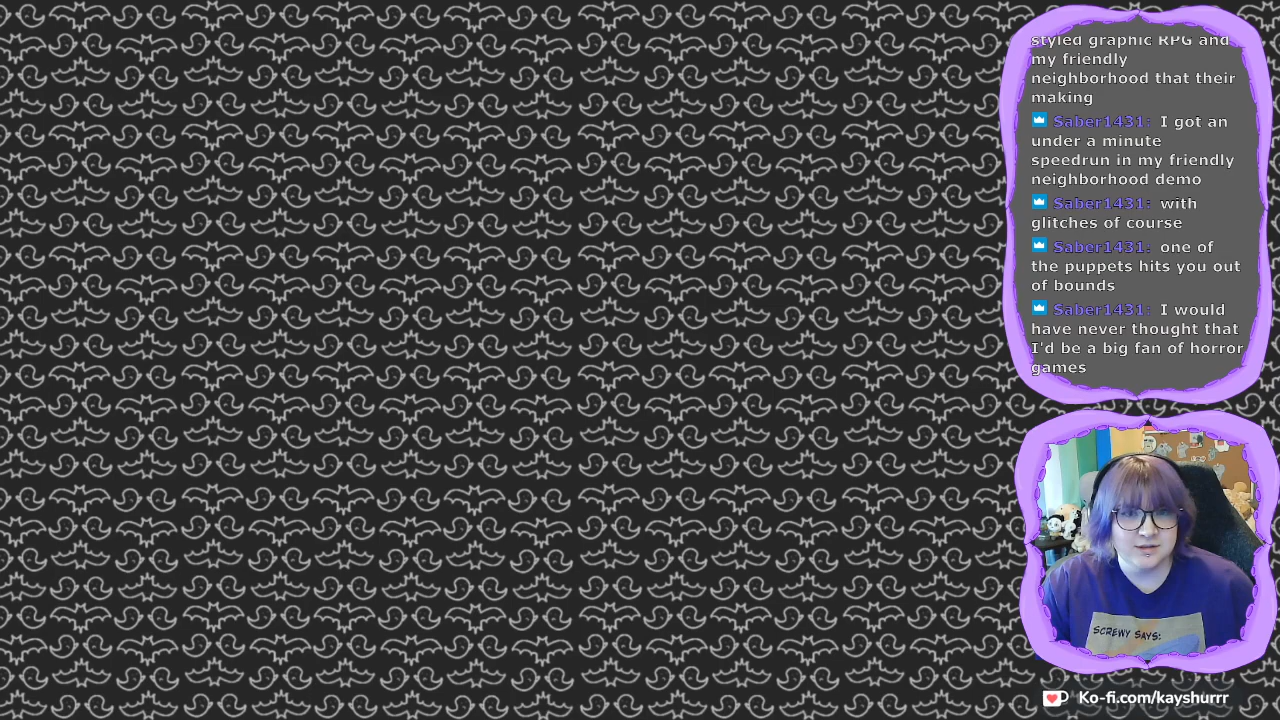 styled graphic RPG and
my friendly
neighborhood that their
making
Saber1431: I got an
under a minute
speedrun in my friendly
neighborhood demo
Saber1431: with
glitches of course
Saber1431: one of
the puppets hits you out
of bounds
Saber1431: I would
have never thought that
I'd be a big fan of horror
games
SCREWY SAYS:
Ko-fi.com/kayshurrr